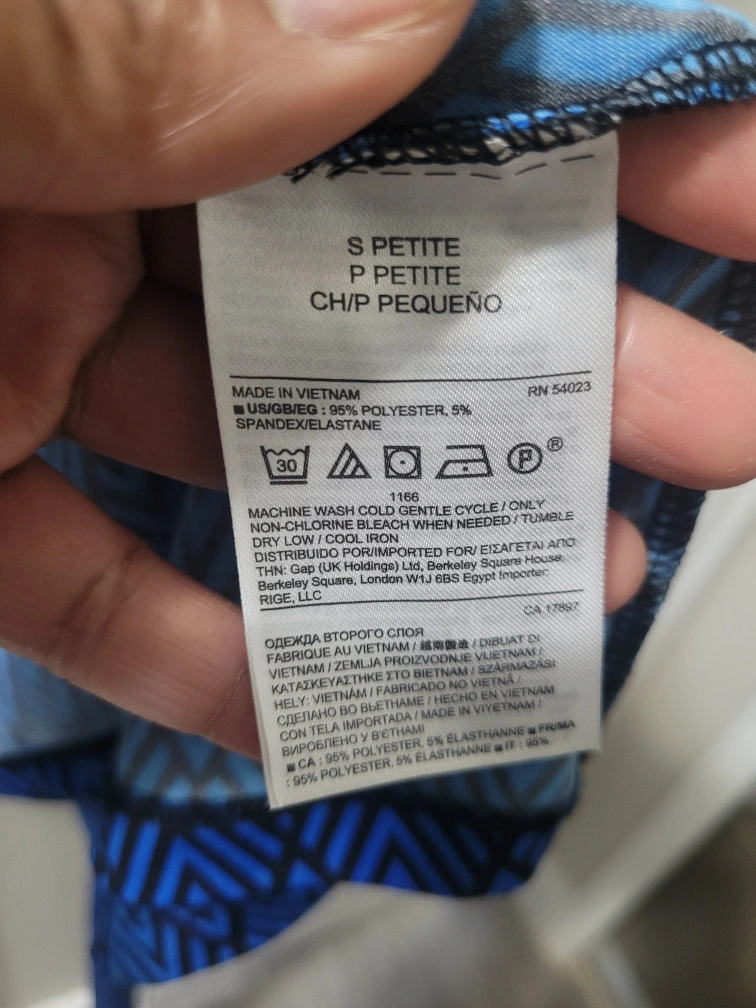 S PETITE
P PETITE
CH/P PEQUEÑO
MADE IN VIETNAM RN 54023
US/GB/EG : 95% POLYESTER, 5%
SPANDEX/ELASTANE
30 P ®
1166
MACHINE WASH COLD GENTLE CYCLE / ONLY
NON-CHLORINE BLEACH WHEN NEEDED / TUMBLE
DRY LOW / COOL IRON
DISTRIBUIDO POR/IMPORTED FOR/ ΕΙΣΑΓΕΤΑΙ ΑΠΟ
ΤΗΝ: Gap (UK Holdings) Ltd, Berkeley Square House,
Berkeley Square, London W1J 6BS Egypt Importer:
RIGE, LLC
CA 17897
ОДЕЖДА ВТОРОГО СЛОЯ
FABRIQUE AU VIETNAM / 越南製造 / DIBUAT DI
VIETNAM / ZEMLJA PROIZVODNJE VIJETNAM /
ΚΑΤΑΣΚΕΥΑΣΤΗΚΕ ΣΤΟ ΒΙΕΤΝΑΜ / SZÁRMAZÁSI
HELY: VIETNÁM / FABRICADO NO VIETNÃ /
СДЕЛАНО ВО ВЬЕТНАМЕ / HECHO EN VIETNAM
CON TELA IMPORTADA / MADE IN VIYETNAM /
ВИРОБЛЕНО У В'ЄТНАМІ
CA : 95% POLYESTER, 5% ÉLASTHANNE FR/MA
: 95% POLYESTER, 5% ÉLASTHANNE IT : 95%